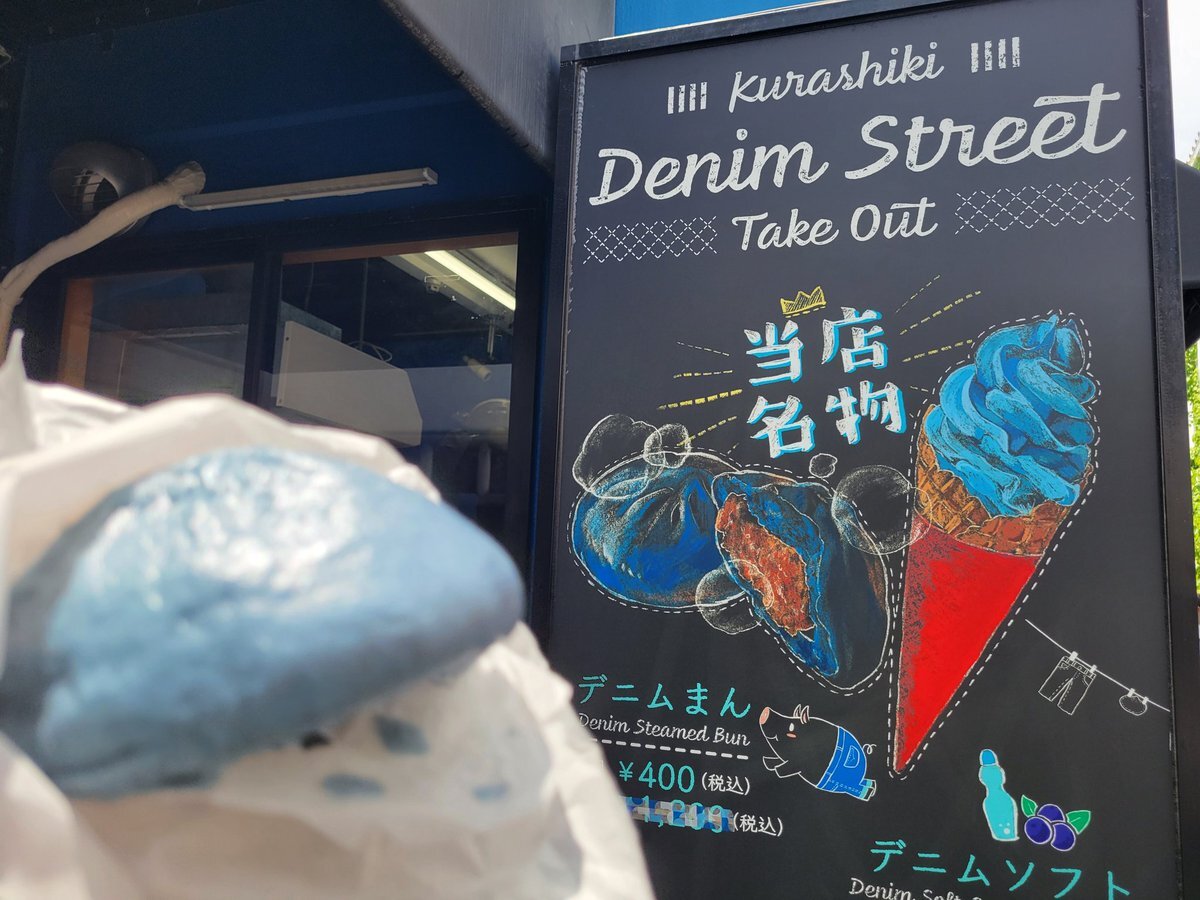 Kurashiki
Denim Street
Take Out
当店
名物
デニムまん
Denim Steamed Bun
¥400(税込)
(税込)
デニムソフト
Denim